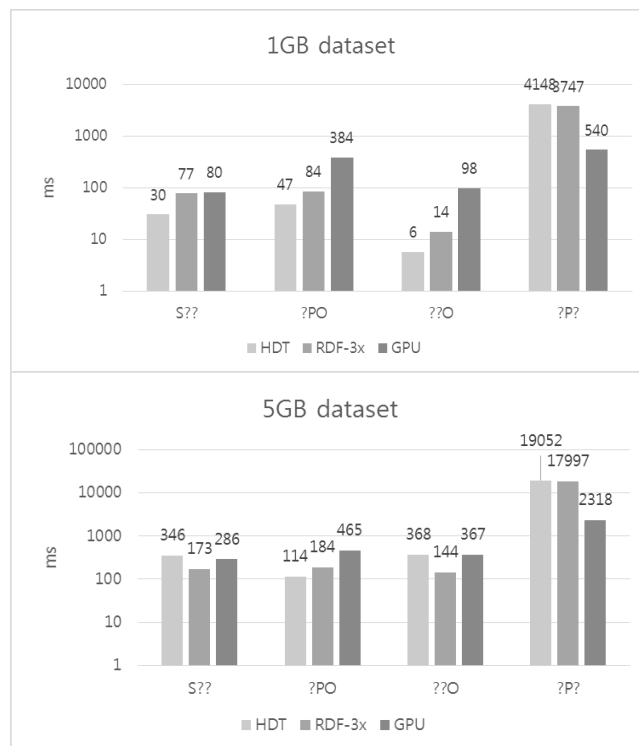 1GB dataset
10000
1000
100
10
1
ms
30 77 80
47 84 384
6 14 98
4148 3747 540
S?? ?PO ??O ?P?
HDT RDF-3x GPU
5GB dataset
100000
10000
1000
100
10
1
ms
346 173 286
114 184 465
368 144 367
19052 17997 2318
S?? ?PO ??O ?P?
HDT RDF-3x GPU